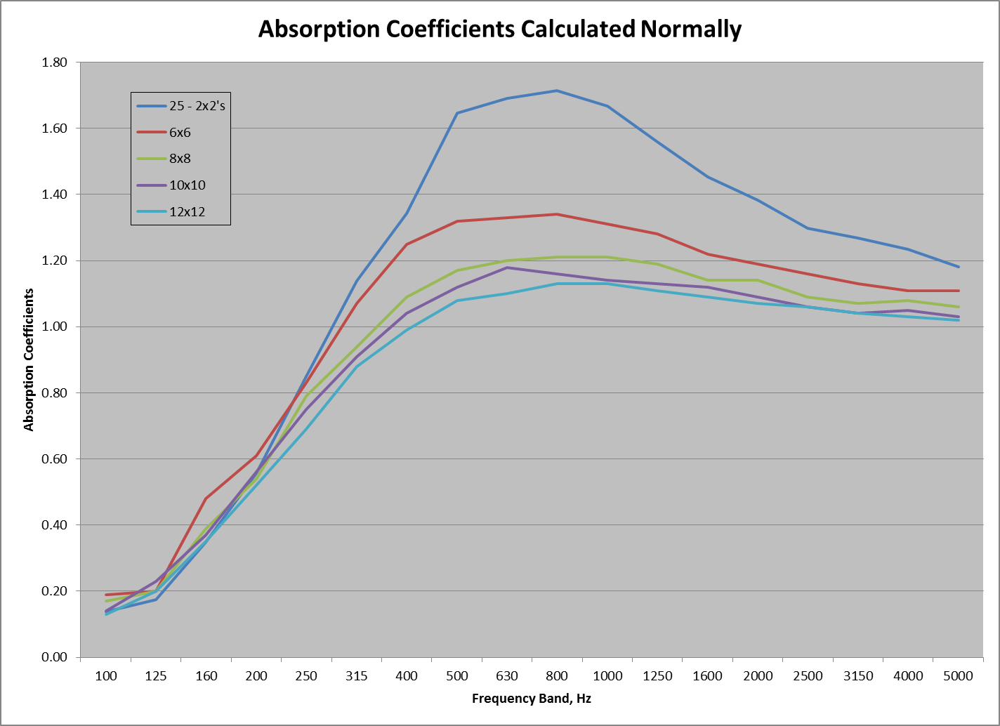 Absorption Coefficients Calculated Normally
1.80
1.60
1.40
1.20
1.00
0.80
0.60
0.40
0.20
0.00
Absorption Coefficients
25 - 2x2's
6x6
8x8
10x10
12x12
100 125 160 200 250 315 400 500 630 800 1000 1250 1600 2000 2500 3150 4000 5000
Frequency Band, Hz